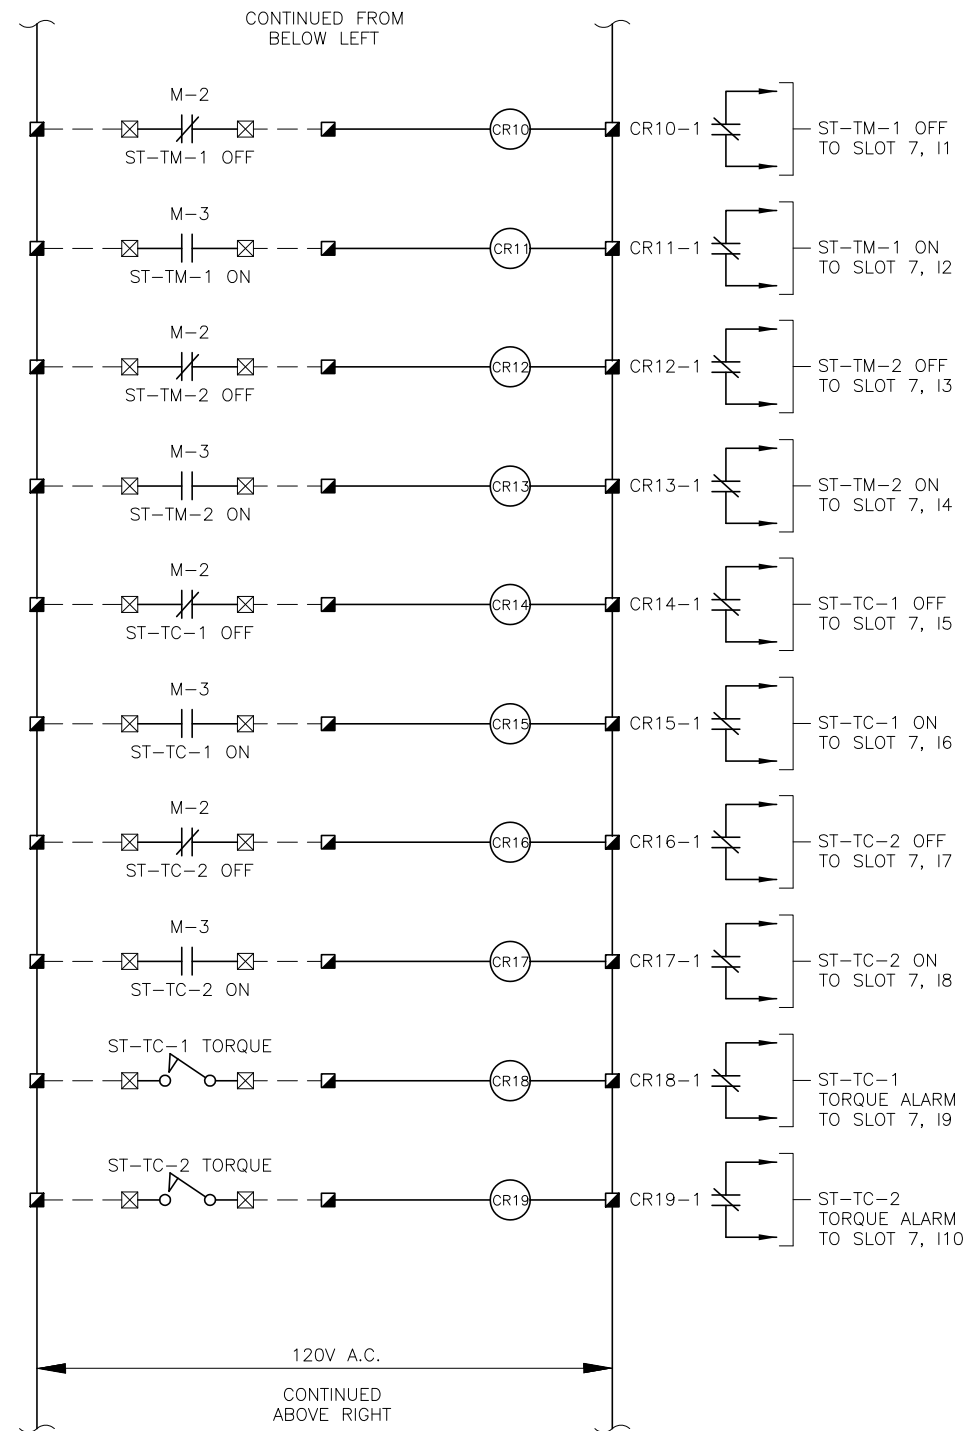 CONTINUED FROM
BELOW LEFT
M-2
ST-TM-1 OFF
CR10
CR10-1
ST-TM-1 OFF
TO SLOT 7, I1
M-3
ST-TM-1 ON
CR11
CR11-1
ST-TM-1 ON
TO SLOT 7, I2
M-2
ST-TM-2 OFF
CR12
CR12-1
ST-TM-2 OFF
TO SLOT 7, I3
M-3
ST-TM-2 ON
CR13
CR13-1
ST-TM-2 ON
TO SLOT 7, I4
M-2
ST-TC-1 OFF
CR14
CR14-1
ST-TC-1 OFF
TO SLOT 7, I5
M-3
ST-TC-1 ON
CR15
CR15-1
ST-TC-1 ON
TO SLOT 7, I6
M-2
ST-TC-2 OFF
CR16
CR16-1
ST-TC-2 OFF
TO SLOT 7, I7
M-3
ST-TC-2 ON
CR17
CR17-1
ST-TC-2 ON
TO SLOT 7, I8
ST-TC-1 TORQUE
CR18
CR18-1
ST-TC-1
TORQUE ALARM
TO SLOT 7, I9
ST-TC-2 TORQUE
CR19
CR19-1
ST-TC-2
TORQUE ALARM
TO SLOT 7, I10
120V A.C.
CONTINUED
ABOVE RIGHT